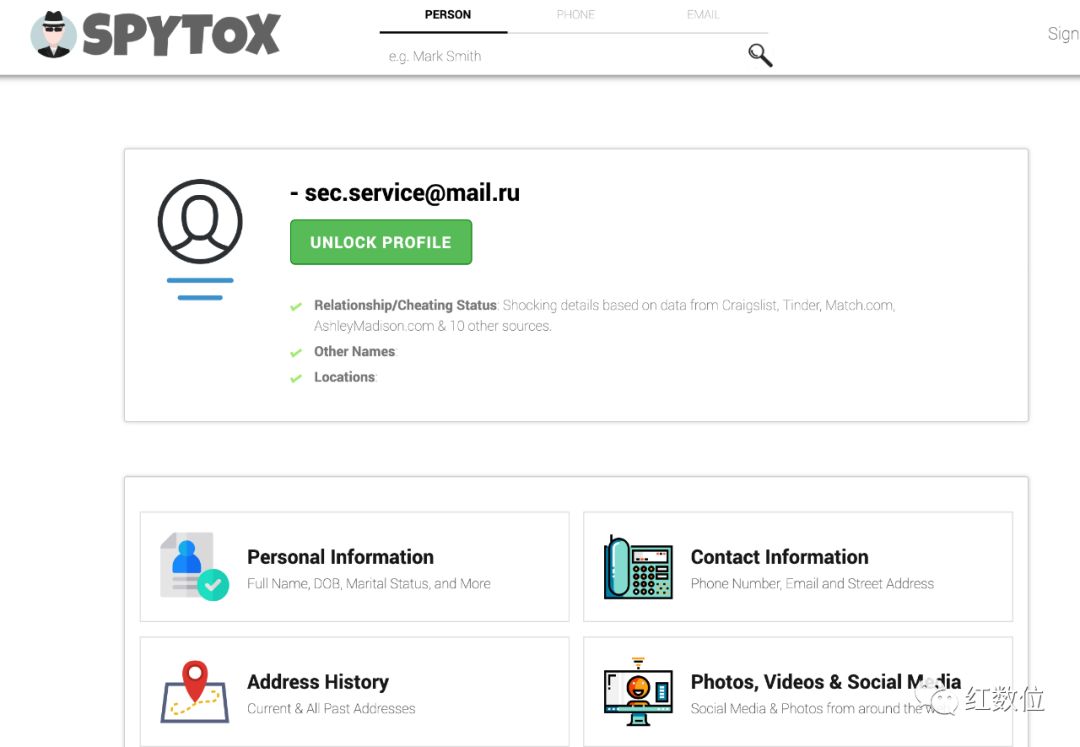 SPYTOX
PERSON PHONE EMAIL
e.g. Mark Smith
Sign
- sec.service@mail.ru
UNLOCK PROFILE
Relationship/Cheating Status: Shocking details based on data from Craigslist, Tinder, Match.com,
AshleyMadison.com & 10 other sources.
Other Names
Locations:
Personal Information
Full Name, DOB, Marital Status, and More
Contact Information
Phone Number, Email and Street Address
Address History
Current & All Past Addresses
Photos, Videos & Social Media
Social Media & Photos from around the
红数位